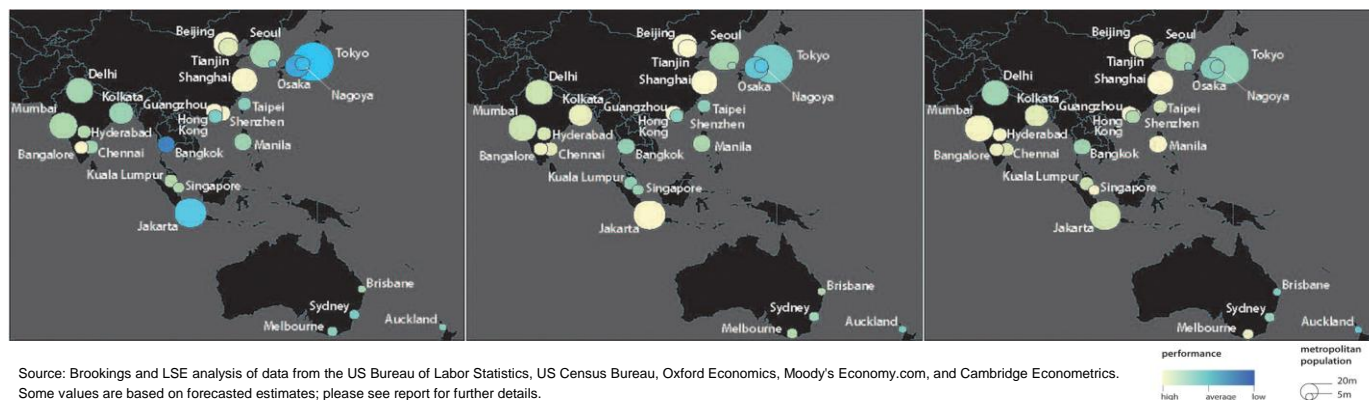 Beijing
Seoul
Tokyo
Tianjin
Shanghai
Osaka
Nagoya
Delhi
Kolkata
Guangzhou
Taipei
Mumbai
Hong
Kong
Shenzhen
Hyderabad
Bangalore
Chennai
Bangkok
Manila
Kuala Lumpur
Singapore
Jakarta
Brisbane
Sydney
Melbourne
Auckland
Beijing
Seoul
Tokyo
Tianjin
Shanghai
Osaka
Nagoya
Delhi
Kolkata
Guangzhou
Taipei
Mumbai
Hong
Kong
Shenzhen
Hyderabad
Bangalore
Chennai
Bangkok
Manila
Kuala Lumpur
Singapore
Jakarta
Brisbane
Sydney
Melbourne
Auckland
Beijing
Seoul
Tokyo
Tianjin
Shanghai
Osaka
Nagoya
Delhi
Kolkata
Guangzhou
Taipei
Mumbai
Hong
Kong
Shenzhen
Hyderabad
Bangalore
Chennai
Bangkok
Manila
Kuala Lumpur
Singapore
Jakarta
Brisbane
Sydney
Melbourne
Auckland
Source: Brookings and LSE analysis of data from the US Bureau of Labor Statistics, US Census Bureau, Oxford Economics, Moody's Economy.com, and Cambridge Econometrics.
Some values are based on forecasted estimates; please see report for further details.
performance
high average low
metropolitan
population
20m
5m